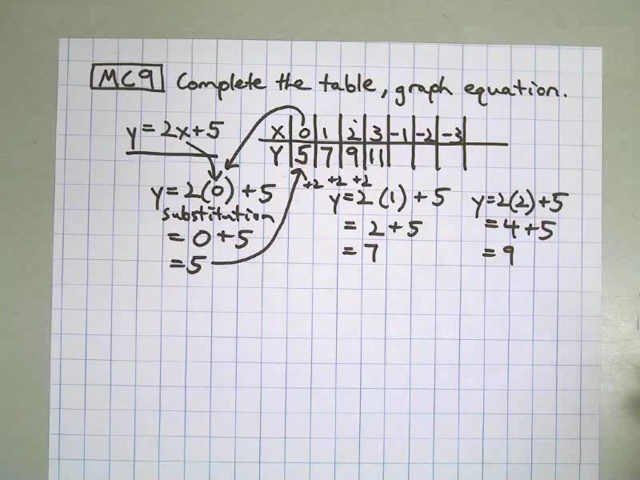 MC9 Complete the table, graph equation.
y = 2x + 5
X 0 1 2 3 -1 -2 -3
Y 5 7 9 11
+2 +2 +2
y = 2(0) + 5
substitution
= 0 + 5
= 5
y = 2(1) + 5
= 2 + 5
= 7
y = 2(2) + 5
= 4 + 5
= 9